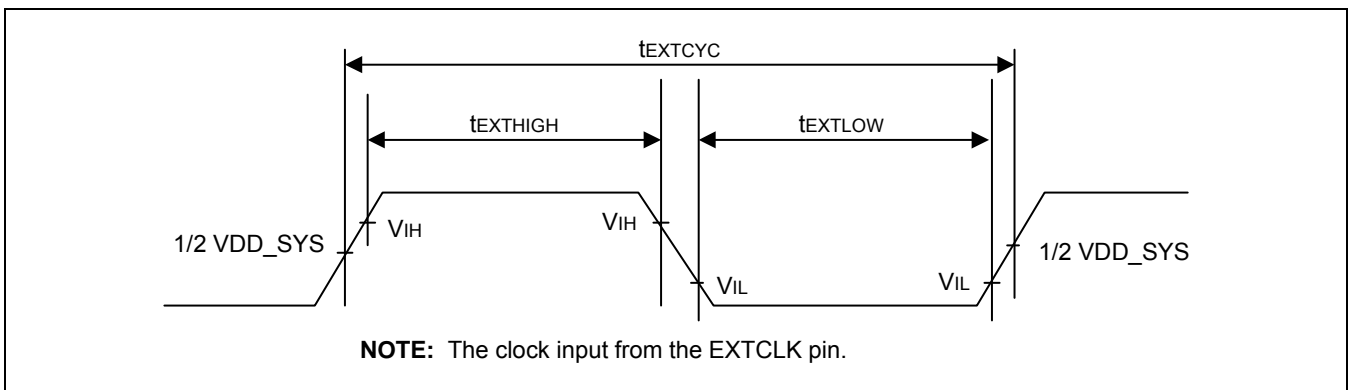 tEXTCYC
tEXTHIGH
tEXTLOW
1/2 VDD_SYS
VIH
VIH
VIL
VIL
1/2 VDD_SYS
NOTE: The clock input from the EXTCLK pin.